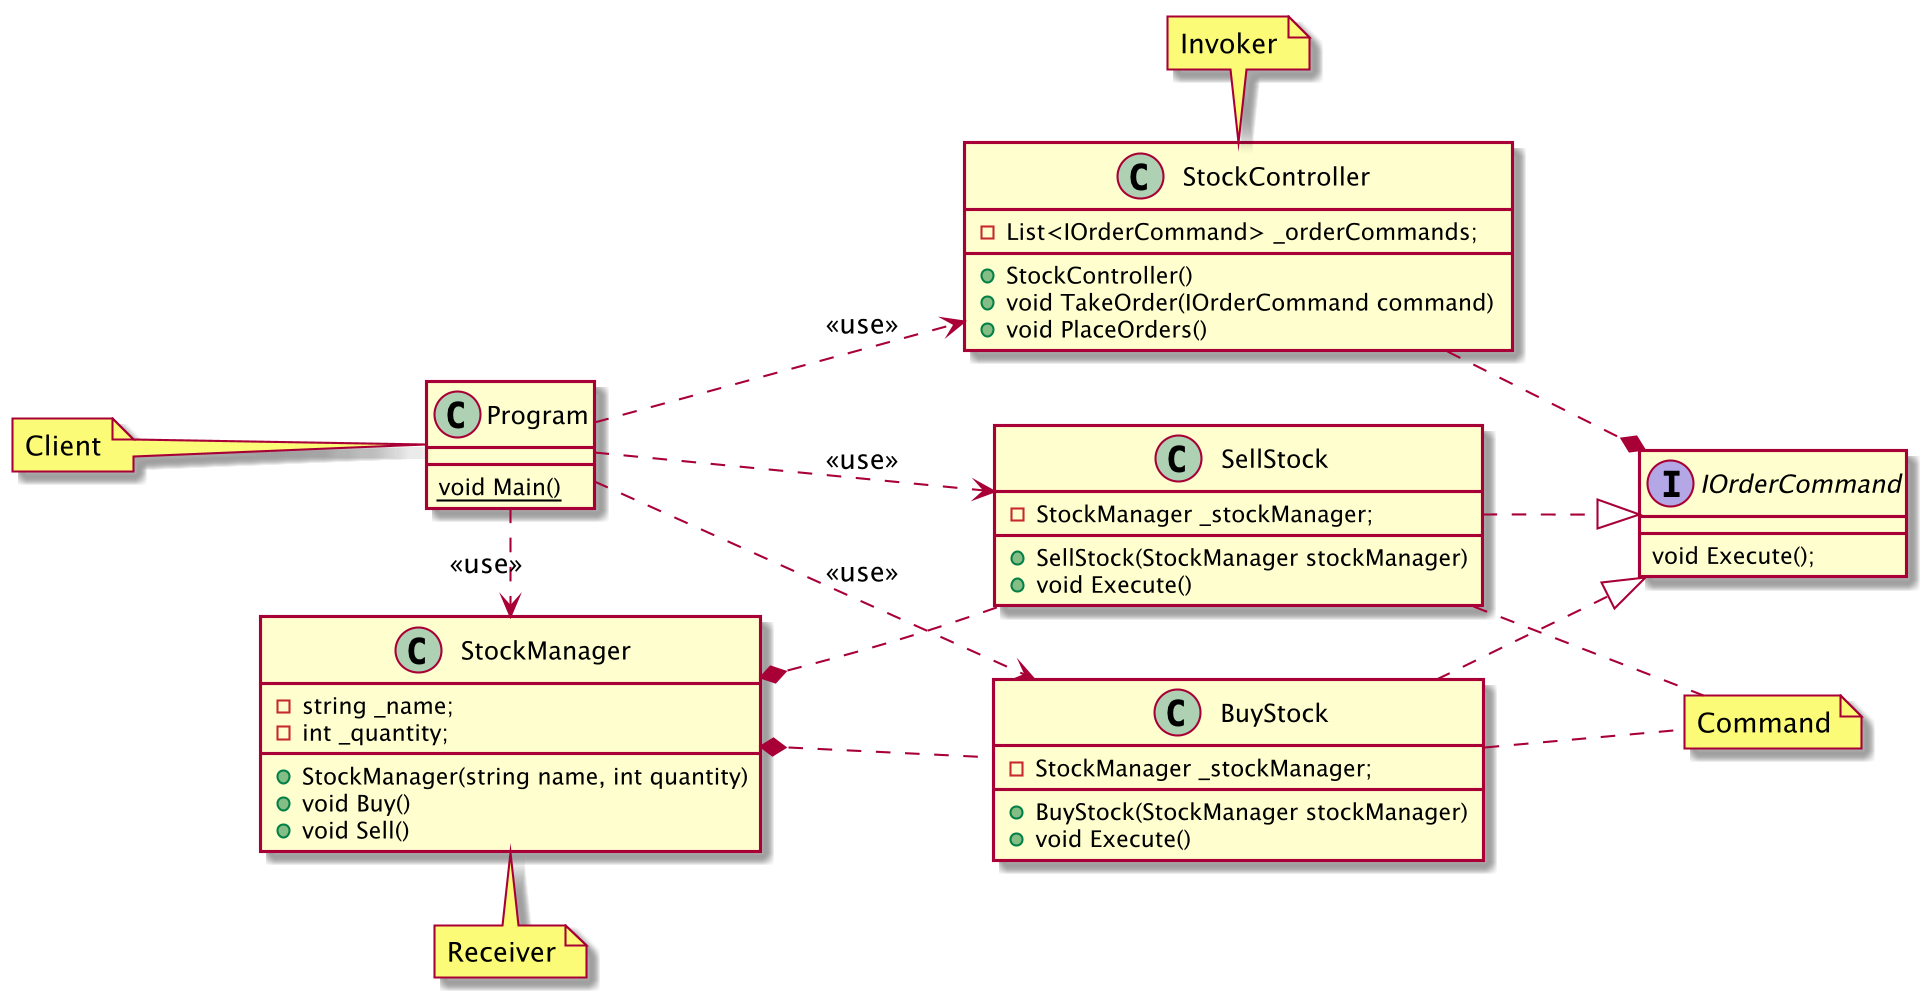 Invoker
C StockController
List<IOrderCommand> _orderCommands;
StockController()
void TakeOrder(IOrderCommand command)
void PlaceOrders()
«use»
C Program
void Main()
Client
«use»
C SellStock
StockManager _stockManager;
SellStock(StockManager stockManager)
void Execute()
I IOrderCommand
void Execute();
«use»
«use»
C StockManager
string _name;
int _quantity;
StockManager(string name, int quantity)
void Buy()
void Sell()
C BuyStock
StockManager _stockManager;
BuyStock(StockManager stockManager)
void Execute()
Command
Receiver